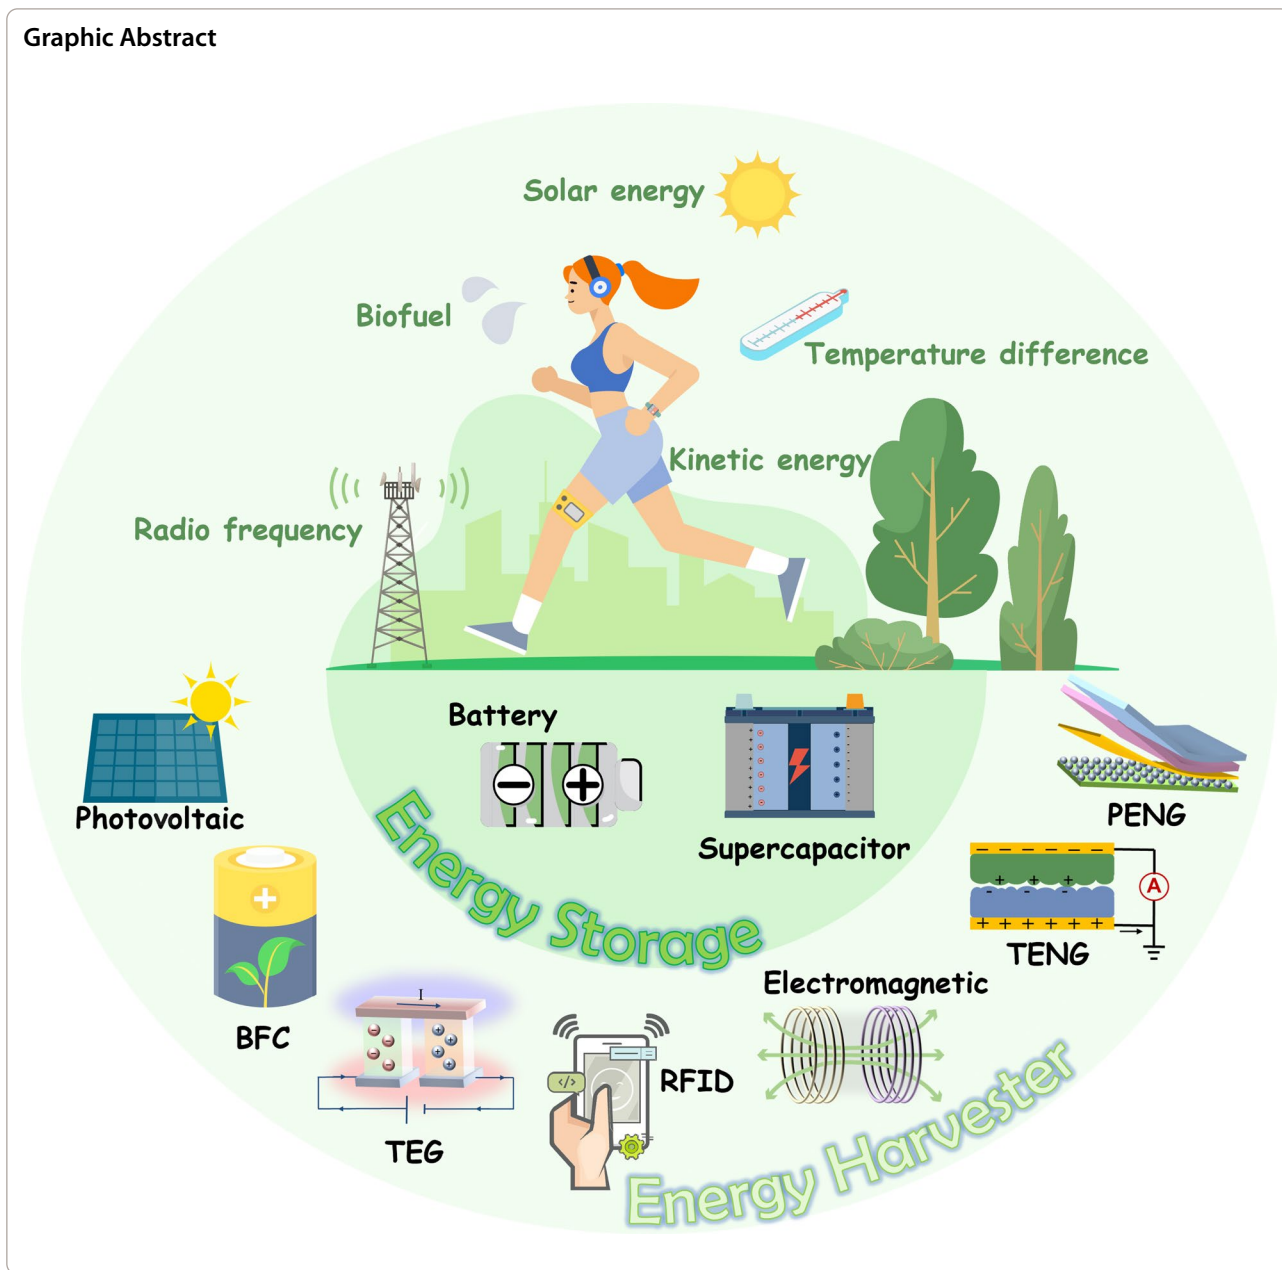 Graphic Abstract
Solar energy
Biofuel
Temperature difference
Kinetic energy
Radio frequency
Battery
Supercapacitor
Photovoltaic
PENG
Energy Storage
A
TENG
BFC
Electromagnetic
I
TEG
</>
RFID
Energy Harvester